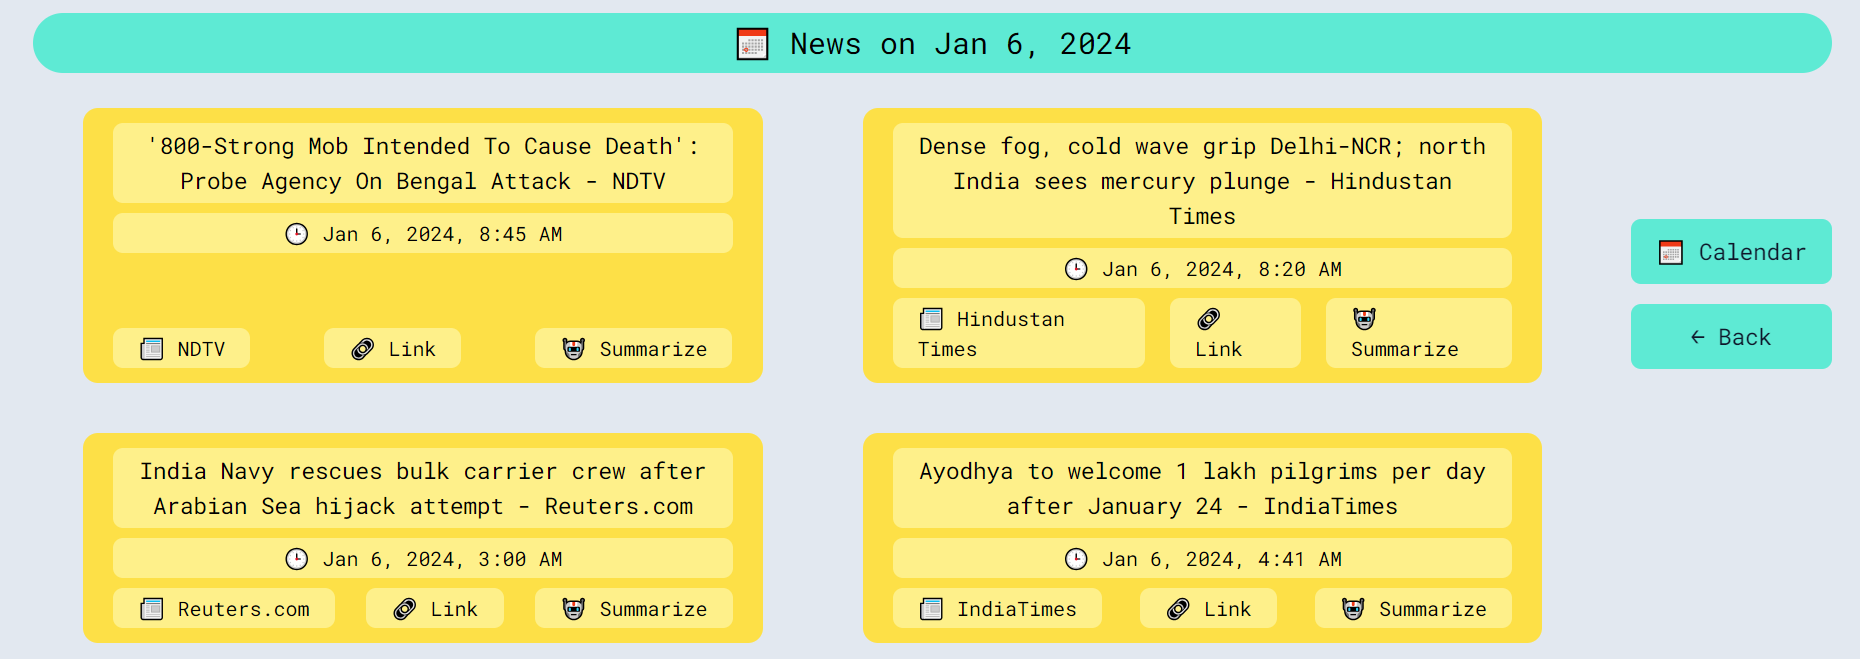 News on Jan 6, 2024
'800-Strong Mob Intended To Cause Death':
Probe Agency On Bengal Attack - NDTV
Jan 6, 2024, 8:45 AM
NDTV
Link
Summarize
Dense fog, cold wave grip Delhi-NCR; north
India sees mercury plunge - Hindustan
Times
Jan 6, 2024, 8:20 AM
Hindustan
Times
Link
Summarize
India Navy rescues bulk carrier crew after
Arabian Sea hijack attempt - Reuters.com
Jan 6, 2024, 3:00 AM
Reuters.com
Link
Summarize
Ayodhya to welcome 1 lakh pilgrims per day
after January 24 - IndiaTimes
Jan 6, 2024, 4:41 AM
IndiaTimes
Link
Summarize
Calendar
← Back